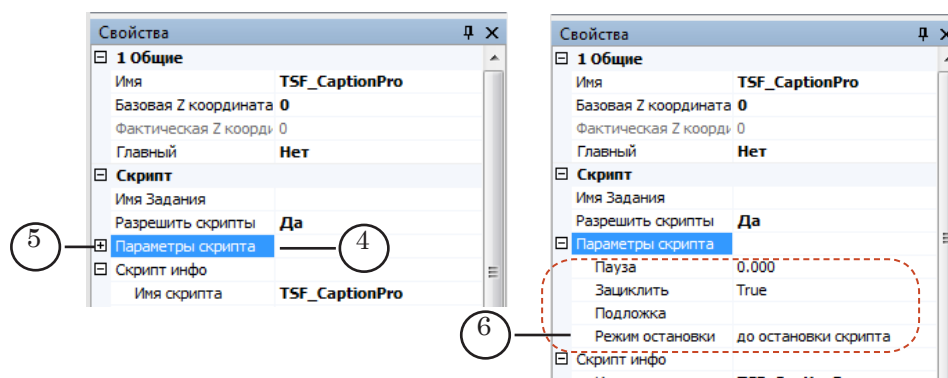 Свойства
1 Общие
Имя TSF_CaptionPro
Базовая Z координата 0
Фактическая Z коорди 0
Главный Нет
Скрипт
Имя Задания
Разрешить скрипты Да
5 Параметры скрипта 4
Скрипт инфо
Имя скрипта TSF_CaptionPro
Свойства
1 Общие
Имя TSF_CaptionPro
Базовая Z координата 0
Фактическая Z коорди 0
Главный Нет
Скрипт
Имя Задания
Разрешить скрипты Да
Параметры скрипта
Пауза 0.000
Зациклить True
Подложка
6 Режим остановки до остановки скрипта
Скрипт инфо